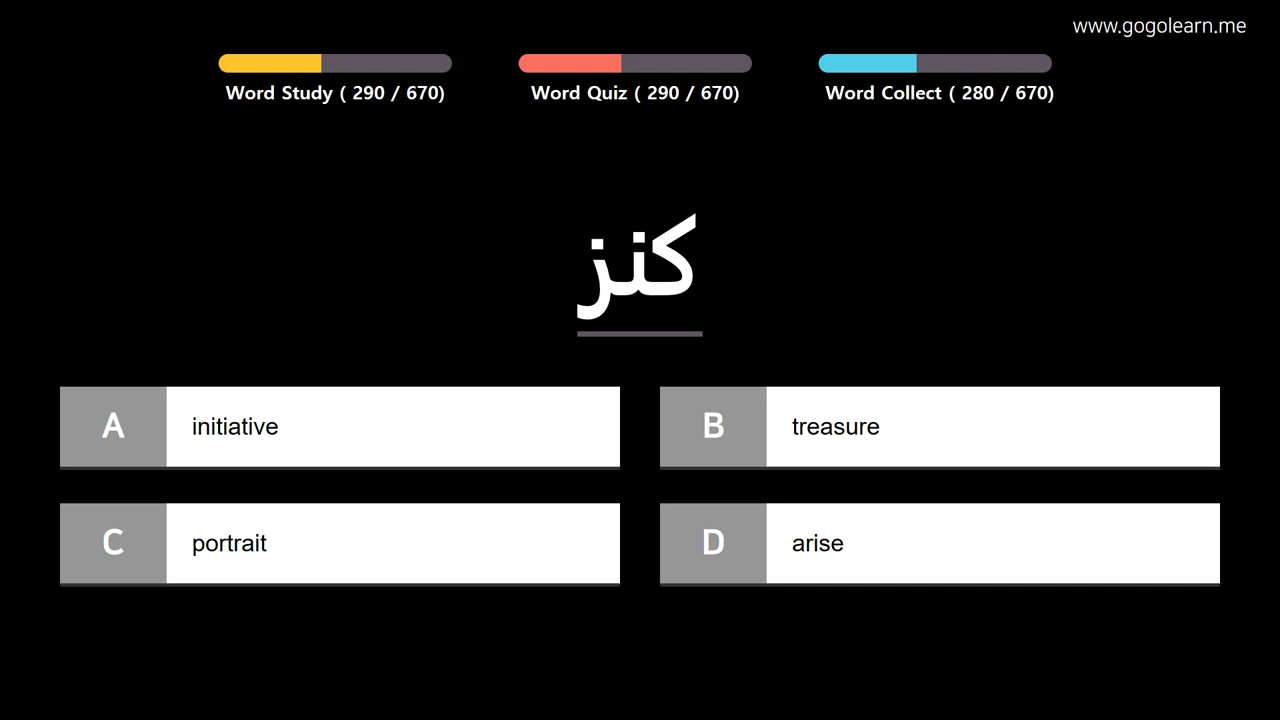 www.gogolearn.me
Word Study ( 290 / 670)
Word Quiz ( 290 / 670)
Word Collect ( 280 / 670)
كنز
A initiative
B treasure
C portrait
D arise